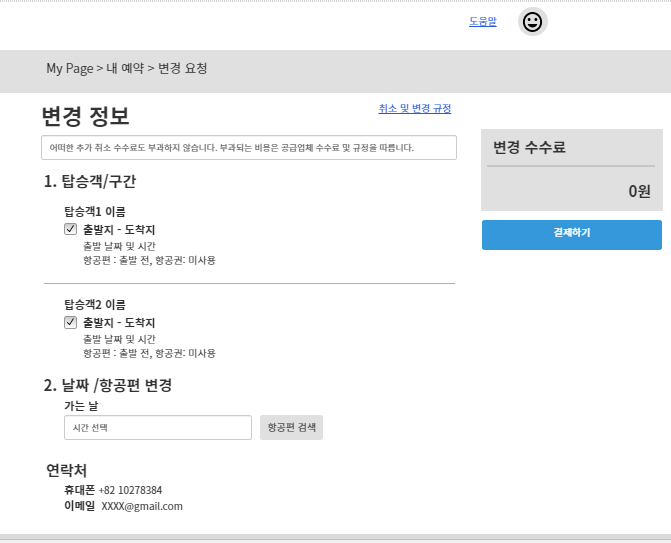 도움말
My Page > 내 예약 > 변경 요청
변경 정보
취소 및 변경 규정
어떠한 추가 취소 수수료도 부과하지 않습니다. 부과되는 비용은 공급업체 수수료 및 규정을 따릅니다.
변경 수수료
0원
결제하기
1. 탑승객/구간
탑승객1 이름
출발지 - 도착지
출발 날짜 및 시간
항공편 : 출발 전, 항공권: 미사용
탑승객2 이름
출발지 - 도착지
출발 날짜 및 시간
항공편 : 출발 전, 항공권: 미사용
2. 날짜 /항공편 변경
가는 날
시간 선택
항공편 검색
연락처
휴대폰 +82 10278384
이메일 XXXX@gmail.com